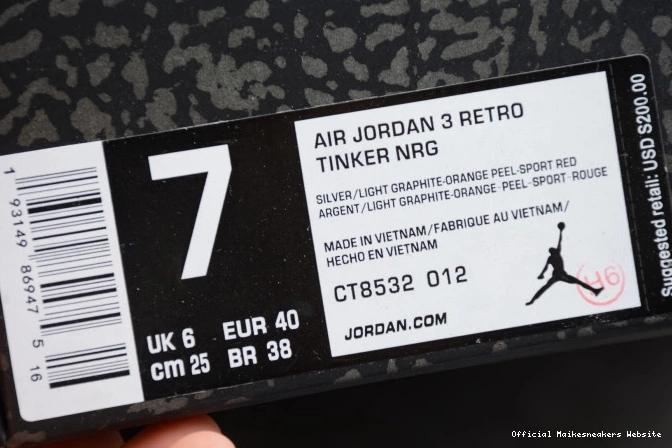 1 93149 86947 5 16
7
UK 6 EUR 40
cm 25 BR 38
AIR JORDAN 3 RETRO
TINKER NRG
SILVER/LIGHT GRAPHITE-ORANGE PEEL-SPORT RED
ARGENT/LIGHT GRAPHITE-ORANGE-PEEL-SPORT-ROUGE
MADE IN VIETNAM/FABRIQUE AU VIETNAM/
HECHO EN VIETNAM
CT8532 012
JORDAN.COM
Suggested retail: USD S200.00
Official Maikesneakers Website